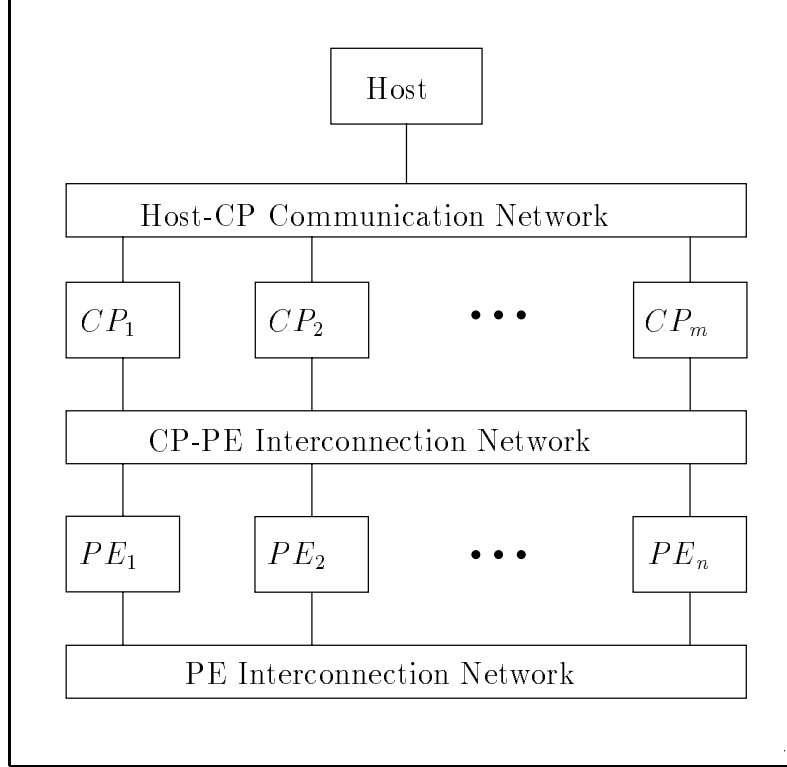 Host
Host-CP Communication Network
CP₁ CP₂ ••• CPₘ
CP-PE Interconnection Network
PE₁ PE₂ ••• PEₙ
PE Interconnection Network